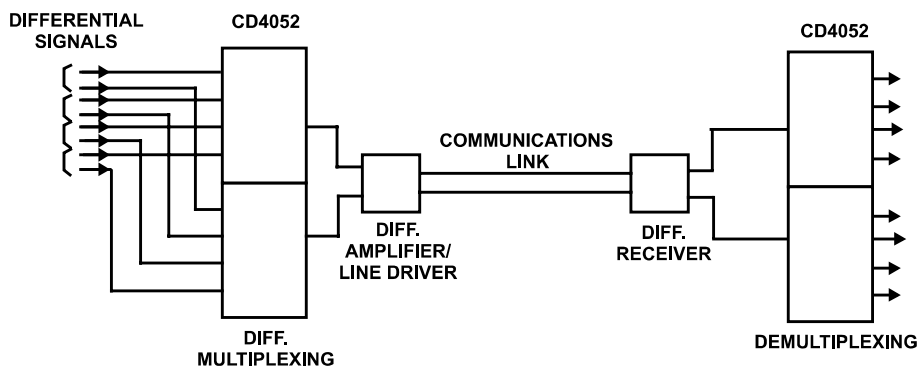 DIFFERENTIAL
SIGNALS
CD4052
CD4052
COMMUNICATIONS
LINK
DIFF.
AMPLIFIER/
LINE DRIVER
DIFF.
RECEIVER
DIFF.
MULTIPLEXING
DEMULTIPLEXING